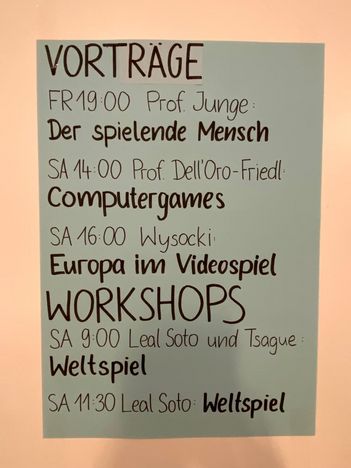 VORTRÄGE
FR 19:00 Prof. Junge:
Der spielende Mensch
SA 14:00 Prof. Dell'Oro-Friedl:
Computergames
SA 16:00 Wysocki:
Europa im Videospiel
WORKSHOPS
SA 9:00 Leal Soto und Tsague:
Weltspiel
SA 11:30 Leal Soto: Weltspiel